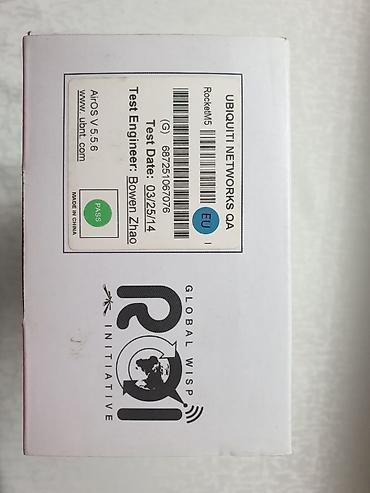 UBIQUITI NETWORKS QA
RocketM5
EU
I
(G) 687251067076
Test Date: 03/25/14
Test Engineer: Bowen Zhao
AirOS V 5.5.6
www.ubnt.com
PASS
MADE IN CHINA
GLOBAL WISP
ROI
INITIATIVE